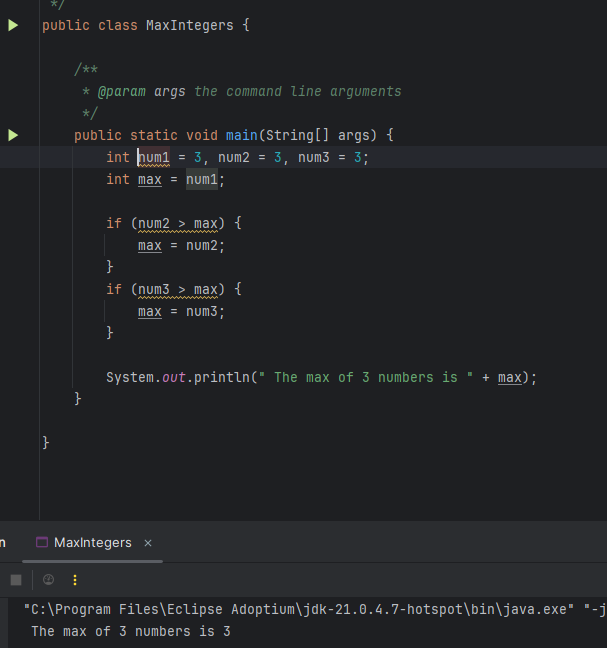 */
public class MaxIntegers {
/**
* @param args the command line arguments
*/
public static void main(String[] args) {
int num1 = 3, num2 = 3, num3 = 3;
int max = num1;
if (num2 > max) {
max = num2;
}
if (num3 > max) {
max = num3;
}
System.out.println(" The max of 3 numbers is " + max);
}
}
n MaxIntegers ×
"C:\Program Files\Eclipse Adoptium\jdk-21.0.4.7-hotspot\bin\java.exe" "-j
The max of 3 numbers is 3